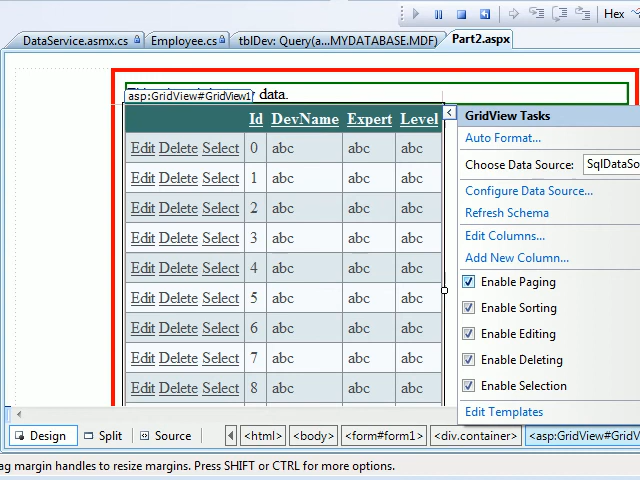 Hex
DataService.asmx.cs Employee.cs tblDev: Query(a...MYDATABASE.MDF) Part2.aspx
asp:GridView#GridView1 data.
Id DevName Expert Level
Edit Delete Select 0 abc abc abc
Edit Delete Select 1 abc abc abc
Edit Delete Select 2 abc abc abc
Edit Delete Select 3 abc abc abc
Edit Delete Select 4 abc abc abc
Edit Delete Select 5 abc abc abc
Edit Delete Select 6 abc abc abc
Edit Delete Select 7 abc abc abc
Edit Delete Select 8 abc abc abc
GridView Tasks
Auto Format...
Choose Data Source: SqlDataSo
Configure Data Source...
Refresh Schema
Edit Columns...
Add New Column...
Enable Paging
Enable Sorting
Enable Editing
Enable Deleting
Enable Selection
Edit Templates
Design Split Source <html> <body> <form#form1> <div.container> <asp:GridView#GridV
ag margin handles to resize margins. Press SHIFT or CTRL for more options.